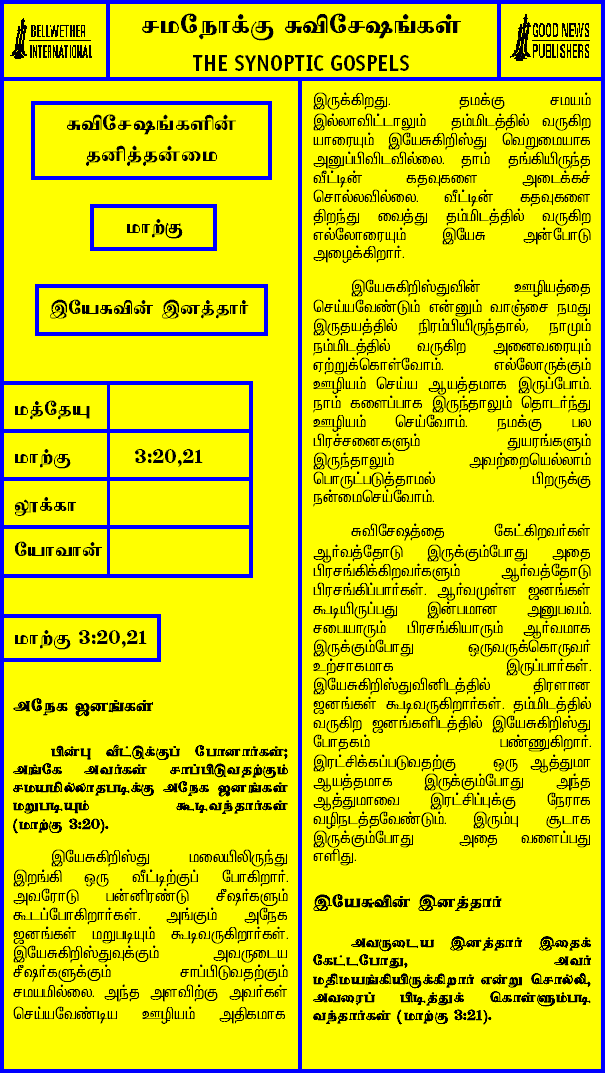 BELLWETHER
INTERNATIONAL
சமநோக்கு சுவிசேஷங்கள்
THE SYNOPTIC GOSPELS
GOOD NEWS
PUBLISHERS
சுவிசேஷங்களின்
தனித்தன்மை
மாற்கு
இயேசுவின் இனத்தார்
மத்தேயு
மாற்கு 3:20,21
லூக்கா
யோவான்
மாற்கு 3:20,21
அநேக ஜனங்கள்
பின்பு வீட்டுக்குப் போனார்கள்;
அங்கே அவர்கள் சாப்பிடுவதற்கும்
சமயமில்லாதபடிக்கு அநேக ஜனங்கள்
மறுபடியும் கூடிவந்தார்கள்
(மாற்கு 3:20).
இயேசுகிறிஸ்து மலையிலிருந்து
இறங்கி ஒரு வீட்டிற்குப் போகிறார்.
அவரோடு பன்னிரண்டு சீஷர்களும்
கூடப்போகிறார்கள். அங்கும் அநேக
ஜனங்கள் மறுபடியும் கூடிவருகிறார்கள்.
இயேசுகிறிஸ்துவுக்கும் அவருடைய
சீஷர்களுக்கும் சாப்பிடுவதற்கும்
சமயமில்லை. அந்த அளவிற்கு அவர்கள்
செய்யவேண்டிய ஊழியம் அதிகமாக
இருக்கிறது. தமக்கு சமயம்
இல்லாவிட்டாலும் தம்மிடத்தில் வருகிற
யாரையும் இயேசுகிறிஸ்து வெறுமையாக
அனுப்பிவிடவில்லை. தாம் தங்கியிருந்த
வீட்டின் கதவுகளை அடைக்கச்
சொல்லவில்லை. வீட்டின் கதவுகளை
திறந்து வைத்து தம்மிடத்தில் வருகிற
எல்லோரையும் இயேசு அன்போடு
அழைக்கிறார்.
இயேசுகிறிஸ்துவின் ஊழியத்தை
செய்யவேண்டும் என்னும் வாஞ்சை நமது
இருதயத்தில் நிரம்பியிருந்தால், நாமும்
நம்மிடத்தில் வருகிற அனைவரையும்
ஏற்றுக்கொள்வோம். எல்லோருக்கும்
ஊழியம் செய்ய ஆயத்தமாக இருப்போம்.
நாம் களைப்பாக இருந்தாலும் தொடர்ந்து
ஊழியம் செய்வோம். நமக்கு பல
பிரச்சனைகளும் துயரங்களும்
இருந்தாலும் அவற்றையெல்லாம்
பொருட்படுத்தாமல் பிறருக்கு
நன்மைசெய்வோம்.
சுவிசேஷத்தை கேட்கிறவர்கள்
ஆர்வத்தோடு இருக்கும்போது அதை
பிரசங்கிக்கிறவர்களும் ஆர்வத்தோடு
பிரசங்கிப்பார்கள். ஆர்வமுள்ள ஜனங்கள்
கூடியிருப்பது இன்பமான அனுபவம்.
சபையாரும் பிரசங்கியாரும் ஆர்வமாக
இருக்கும்போது ஒருவருக்கொருவர்
உற்சாகமாக இருப்பார்கள்.
இயேசுகிறிஸ்துவினிடத்தில் திரளான
ஜனங்கள் கூடிவருகிறார்கள். தம்மிடத்தில்
வருகிற ஜனங்களிடத்தில் இயேசுகிறிஸ்து
போதகம் பண்ணுகிறார்.
இரட்சிக்கப்படுவதற்கு ஒரு ஆத்துமா
ஆயத்தமாக இருக்கும்போது அந்த
ஆத்துமாவை இரட்சிப்புக்கு நேராக
வழிநடத்தவேண்டும். இரும்பு சூடாக
இருக்கும்போது அதை வளைப்பது
எளிது.
இயேசுவின் இனத்தார்
அவருடைய இனத்தார் இதைக்
கேட்டபோது, அவர்
மதிமயங்கியிருக்கிறார் என்று சொல்லி,
அவரைப் பிடித்துக் கொள்ளும்படி
வந்தார்கள் (மாற்கு 3:21).